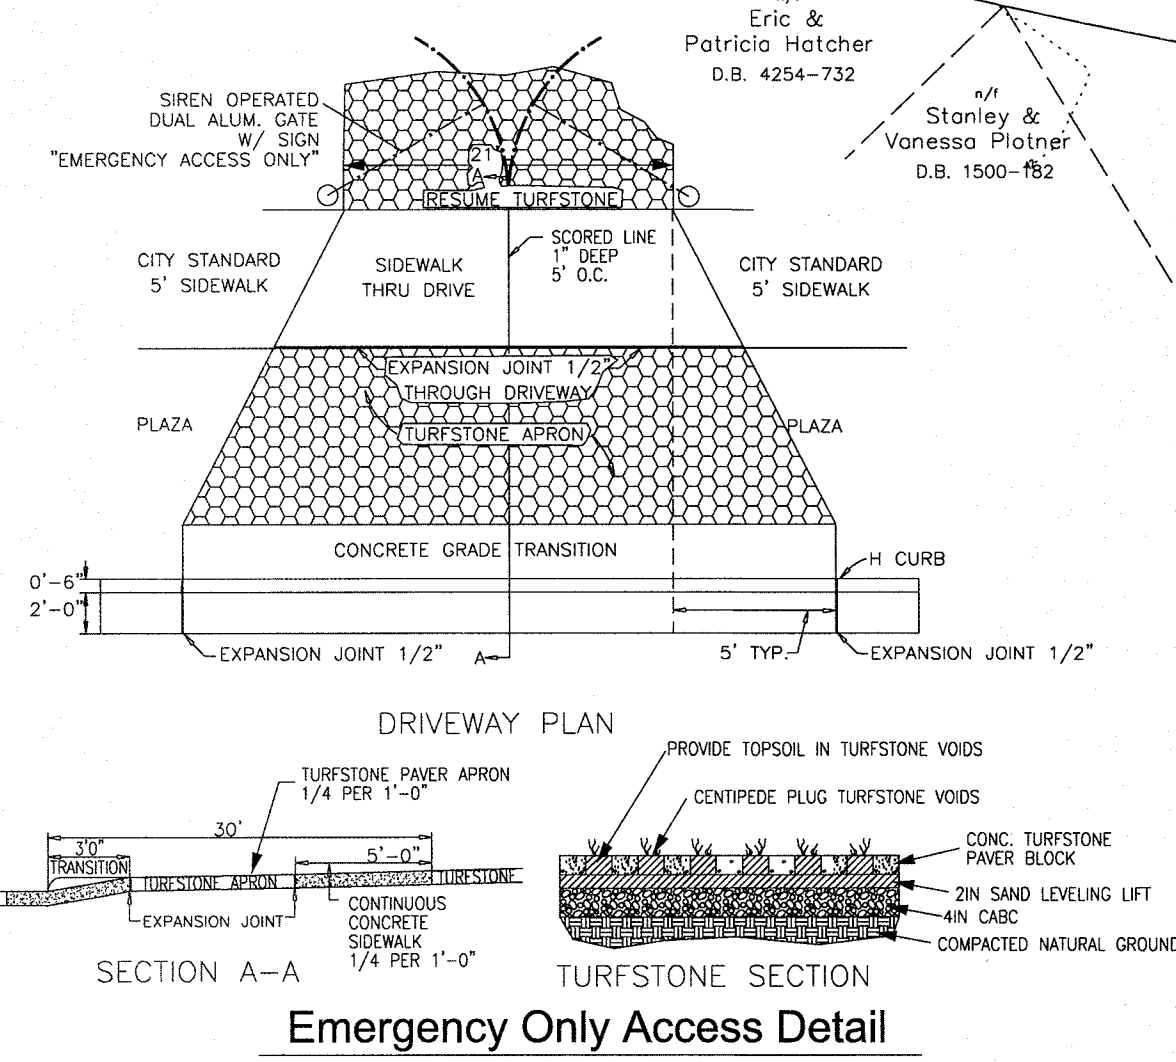 Eric &
Patricia Hatcher
D.B. 4254-732
n/f
Stanley &
Vanessa Plotner
D.B. 1500-182
SIREN OPERATED
DUAL ALUM. GATE
W/ SIGN
"EMERGENCY ACCESS ONLY"
21
A
RESUME TURFSTONE
CITY STANDARD
5' SIDEWALK
SIDEWALK
THRU DRIVE
SCORED LINE
1" DEEP
5' O.C.
CITY STANDARD
5' SIDEWALK
EXPANSION JOINT 1/2"
THROUGH DRIVEWAY
PLAZA
TURFSTONE APRON
PLAZA
CONCRETE GRADE TRANSITION
H CURB
0'-6"
2'-0"
EXPANSION JOINT 1/2"
A
5' TYP.
EXPANSION JOINT 1/2"
DRIVEWAY PLAN
TURFSTONE PAVER APRON
1/4 PER 1'-0"
30'
3'0"
TRANSITION
5'-0"
TURFSTONE APRON
TURFSTONE
EXPANSION JOINT
CONTINUOUS
CONCRETE
SIDEWALK
1/4 PER 1'-0"
SECTION A-A
PROVIDE TOPSOIL IN TURFSTONE VOIDS
CENTIPEDE PLUG TURFSTONE VOIDS
CONC. TURFSTONE
PAVER BLOCK
2IN SAND LEVELING LIFT
4IN CABC
COMPACTED NATURAL GROUND
TURFSTONE SECTION
Emergency Only Access Detail